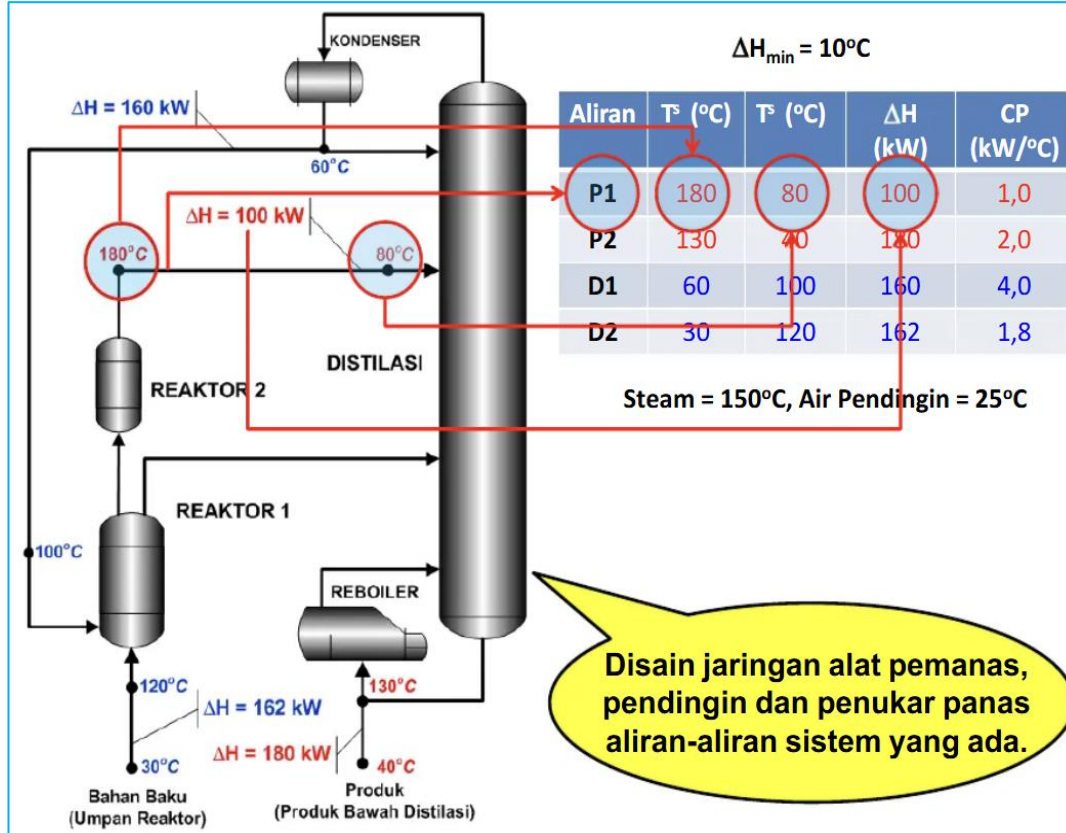 KONDENSER
ΔH = 160 kW
60°C
ΔH = 100 kW
180°C
80°C
REAKTOR 2
DISTILASI
REAKTOR 1
100°C
REBOILER
120°C
ΔH = 162 kW
130°C
ΔH = 180 kW
30°C
40°C
Bahan Baku
(Umpan Reaktor)
Produk
(Produk Bawah Distilasi)
ΔHmin = 10°C
Aliran Tˢ (°C) Tˢ (°C) ΔH (kW) CP (kW/°C)
P1 180 80 100 1,0
P2 130 40 180 2,0
D1 60 100 160 4,0
D2 30 120 162 1,8
Steam = 150°C, Air Pendingin = 25°C
Disain jaringan alat pemanas,
pendingin dan penukar panas
aliran-aliran sistem yang ada.